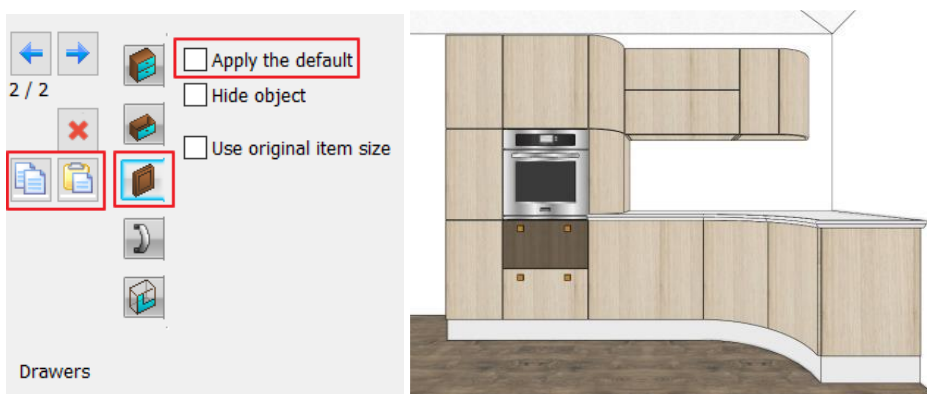 Apply the default
2 / 2
Hide object
Use original item size
Drawers